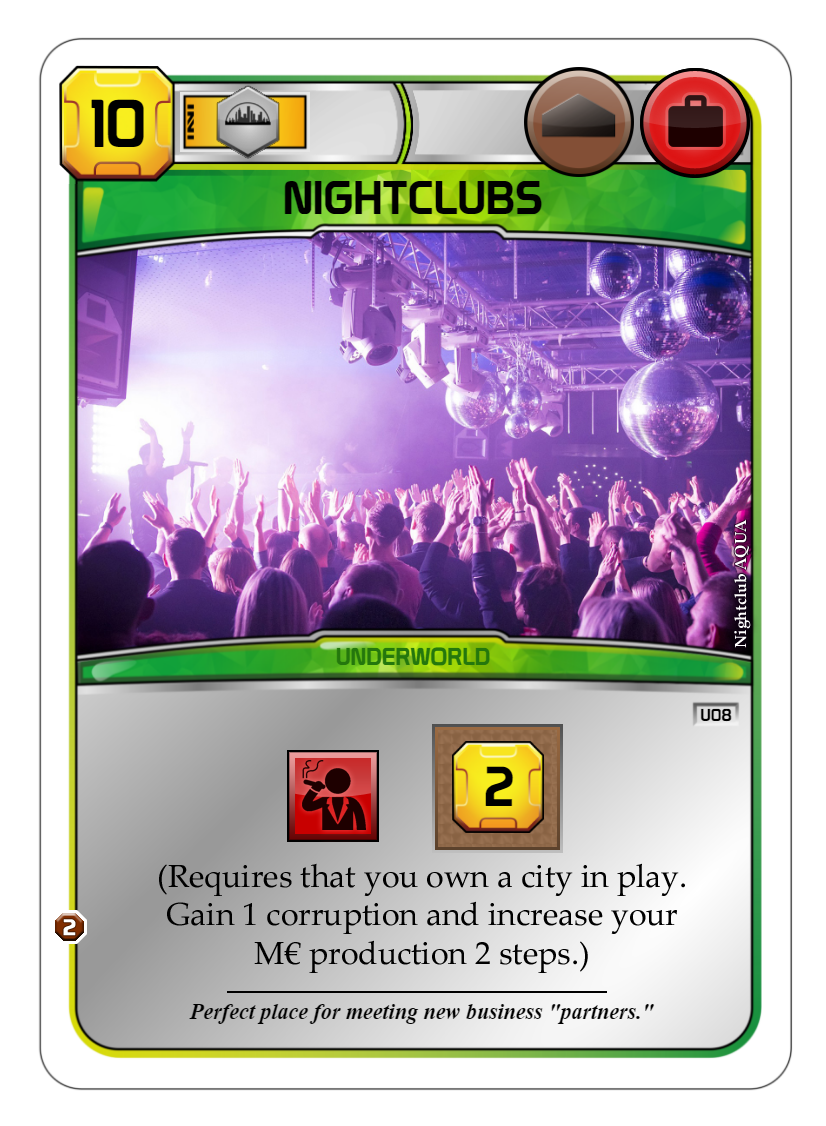 10
NIGHTCLUBS
Nightclub AQUA
UNDERWORLD
U08
2
(Requires that you own a city in play.
Gain 1 corruption and increase your
M€ production 2 steps.)
2
Perfect place for meeting new business "partners."